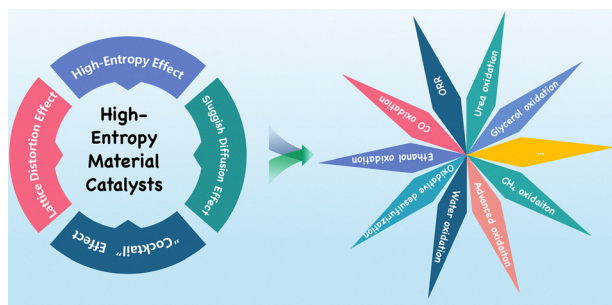 High-Entropy Effect
Lattice Distortion Effect
Sluggish Diffusion Effect
"Cocktail" Effect
High-
Entropy
Material
Catalysts
ORR
Urea oxidation
Glycerol oxidation
...
CH₄ oxidaiton
Advanced oxidaiton
Water oxidation
Oxidative desulfurization
Ethanol oxidation
CO oxidation